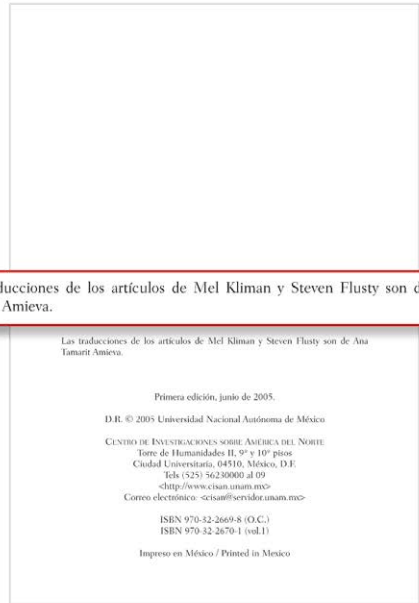 ducciones de los artículos de Mel Kliman y Steven Flusty son d
Amieva.
Las traducciones de los artículos de Mel Kliman y Steven Flusty son de Ana
Tamarit Amieva.
Primera edición, junio de 2005.
D.R. © 2005 Universidad Nacional Autónoma de México
CENTRO DE INVESTIGACIONES SOBRE AMÉRICA DEL NORTE
Torre de Humanidades II, 9° y 10° pisos
Ciudad Universitaria, 04510, México, D.F.
Tels (525) 56230000 al 09
<http://www.cisan.unam.mx>
Correo electrónico: <cisan@servidor.unam.mx>
ISBN 970-32-2669-8 (O.C.)
ISBN 970-32-2670-1 (vol.1)
Impreso en México / Printed in Mexico